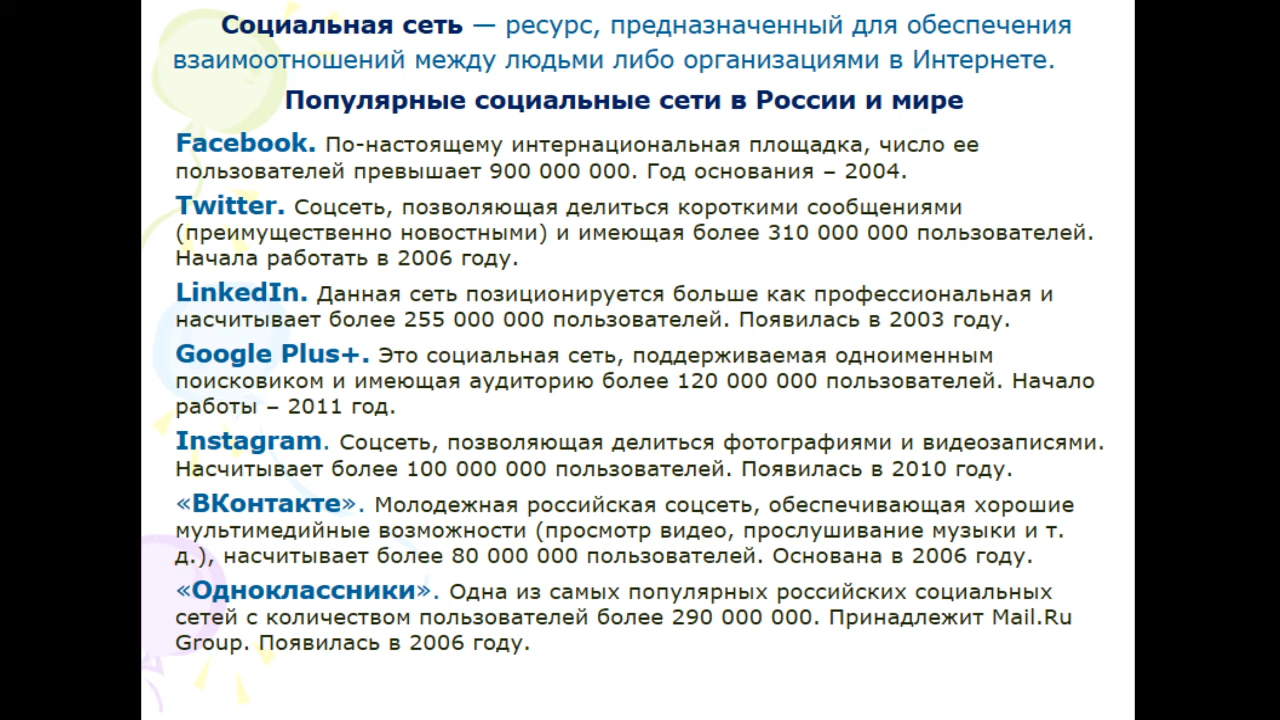 Социальная сеть — ресурс, предназначенный для обеспечения
взаимоотношений между людьми либо организациями в Интернете.
Популярные социальные сети в России и мире
Facebook. По-настоящему интернациональная площадка, число ее
пользователей превышает 900 000 000. Год основания – 2004.
Twitter. Соцсеть, позволяющая делиться короткими сообщениями
(преимущественно новостными) и имеющая более 310 000 000 пользователей.
Начала работать в 2006 году.
LinkedIn. Данная сеть позиционируется больше как профессиональная и
насчитывает более 255 000 000 пользователей. Появилась в 2003 году.
Google Plus+. Это социальная сеть, поддерживаемая одноименным
поисковиком и имеющая аудиторию более 120 000 000 пользователей. Начало
работы – 2011 год.
Instagram. Соцсеть, позволяющая делиться фотографиями и видеозаписями.
Насчитывает более 100 000 000 пользователей. Появилась в 2010 году.
«ВКонтакте». Молодежная российская соцсеть, обеспечивающая хорошие
мультимедийные возможности (просмотр видео, прослушивание музыки и т.
д.), насчитывает более 80 000 000 пользователей. Основана в 2006 году.
«Одноклассники». Одна из самых популярных российских социальных
сетей с количеством пользователей более 290 000 000. Принадлежит Mail.Ru
Group. Появилась в 2006 году.